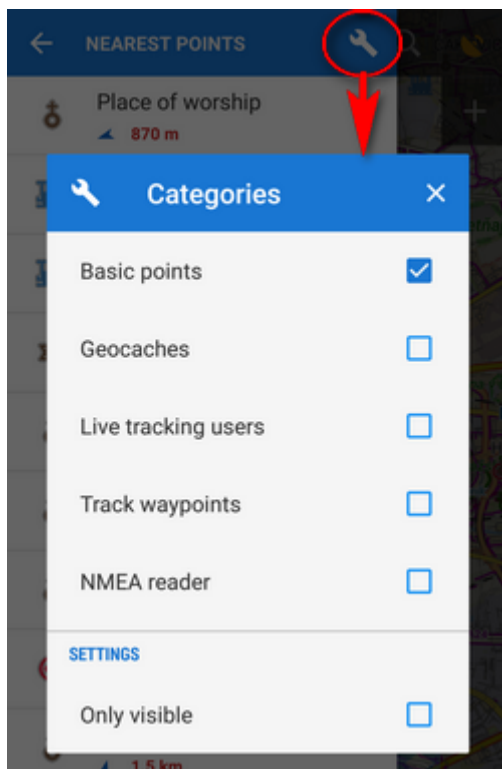 NEAREST POINTS
Place of worship
870 m
Categories
Basic points
Geocaches
Live tracking users
Track waypoints
NMEA reader
SETTINGS
Only visible
1.5 km